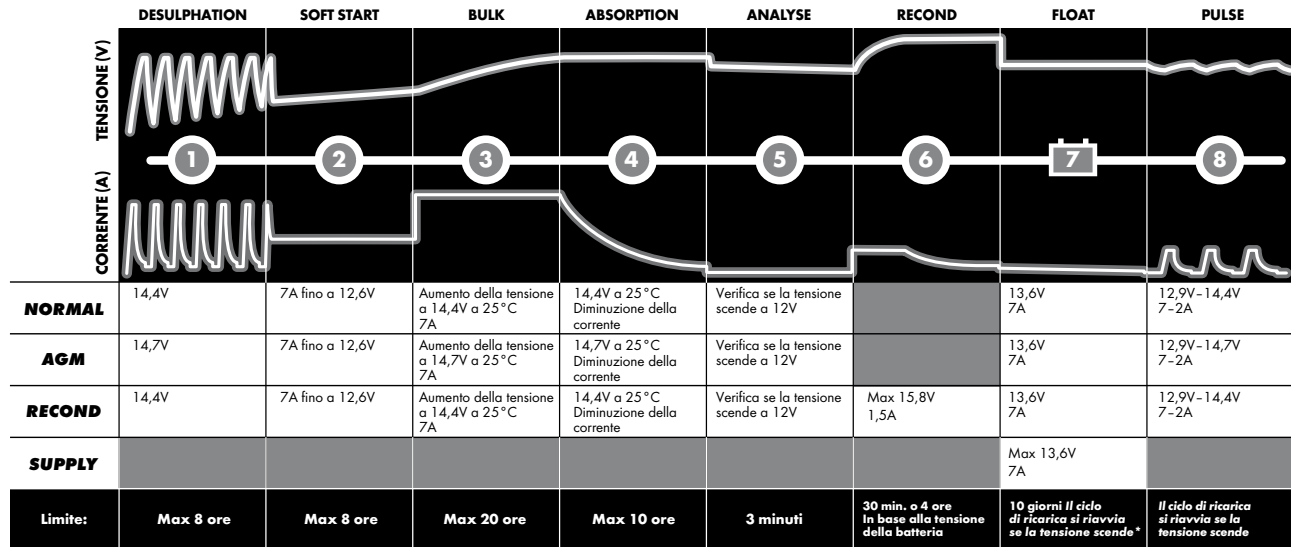 DESULPHATION SOFT START BULK ABSORPTION ANALYSE RECOND FLOAT PULSE
TENSIONE (V)
1 2 3 4 5 6 7 8
CORRENTE (A)
NORMAL
14,4V
7A fino a 12,6V
Aumento della tensione
a 14,4V a 25°C
7A
14,4V a 25°C
Diminuzione della
corrente
Verifica se la tensione
scende a 12V
13,6V
7A
12,9V–14,4V
7–2A
AGM
14,7V
7A fino a 12,6V
Aumento della tensione
a 14,7V a 25°C
7A
14,7V a 25°C
Diminuzione della
corrente
Verifica se la tensione
scende a 12V
13,6V
7A
12,9V–14,7V
7–2A
RECOND
14,4V
7A fino a 12,6V
Aumento della tensione
a 14,4V a 25°C
7A
14,4V a 25°C
Diminuzione della
corrente
Verifica se la tensione
scende a 12V
Max 15,8V
1,5A
13,6V
7A
12,9V–14,4V
7–2A
SUPPLY
Max 13,6V
7A
Limite:
Max 8 ore
Max 8 ore
Max 20 ore
Max 10 ore
3 minuti
30 min. o 4 ore
In base alla tensione
della batteria
10 giorni Il ciclo
di ricarica si riavvia
se la tensione scende*
Il ciclo di ricarica
si riavvia se la
tensione scende